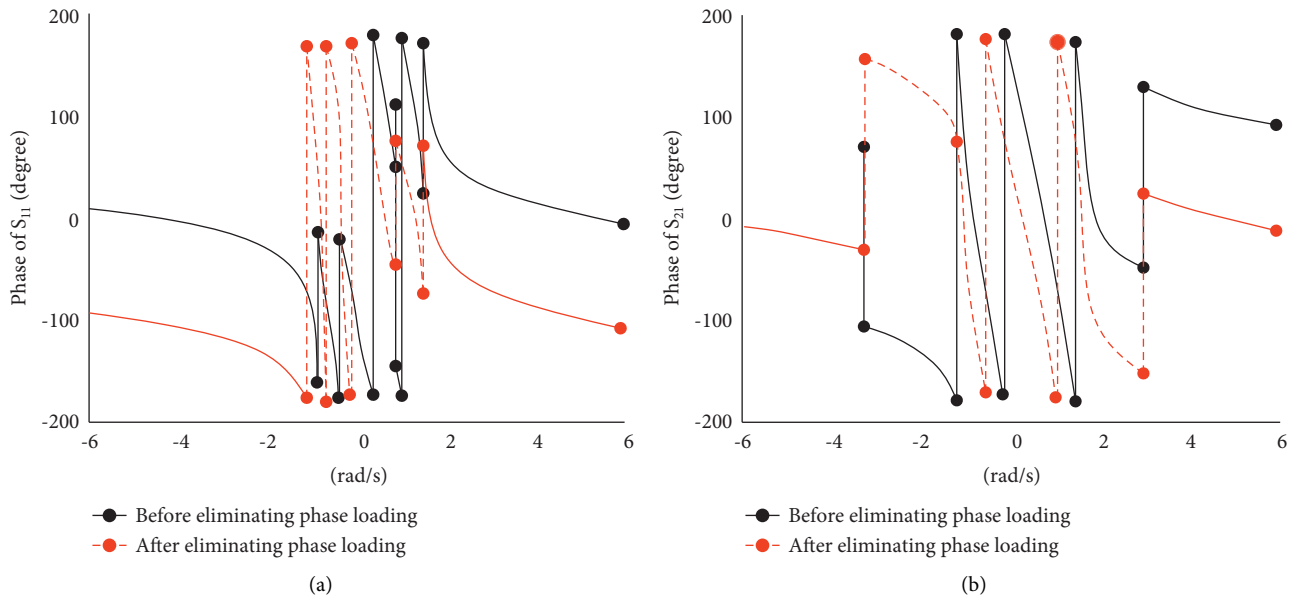 200
100
0
-100
-200
Phase of S11 (degree)
-6
-4
-2
0
2
4
6
(rad/s)
Before eliminating phase loading
After eliminating phase loading
(a)
200
100
0
-100
-200
Phase of S21 (degree)
-6
-4
-2
0
2
4
6
(rad/s)
Before eliminating phase loading
After eliminating phase loading
(b)